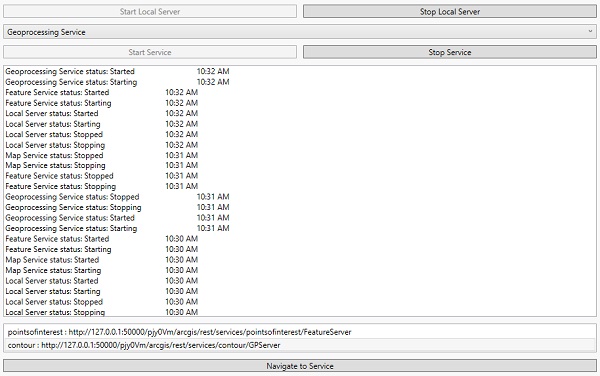 Start Local Server Stop Local Server
Geoprocessing Service
Start Service Stop Service
Geoprocessing Service status: Started 10:32 AM
Geoprocessing Service status: Starting 10:32 AM
Feature Service status: Started 10:32 AM
Feature Service status: Starting 10:32 AM
Local Server status: Started 10:32 AM
Local Server status: Starting 10:32 AM
Local Server status: Stopped 10:32 AM
Local Server status: Stopping 10:32 AM
Map Service status: Stopped 10:31 AM
Map Service status: Stopping 10:31 AM
Feature Service status: Stopped 10:31 AM
Feature Service status: Stopping 10:31 AM
Geoprocessing Service status: Stopped 10:31 AM
Geoprocessing Service status: Stopping 10:31 AM
Geoprocessing Service status: Started 10:31 AM
Geoprocessing Service status: Starting 10:31 AM
Feature Service status: Started 10:30 AM
Feature Service status: Starting 10:30 AM
Map Service status: Started 10:30 AM
Map Service status: Starting 10:30 AM
Local Server status: Started 10:30 AM
Local Server status: Starting 10:30 AM
Local Server status: Stopped 10:30 AM
Local Server status: Stopping 10:30 AM
pointsofinterest : http://127.0.0.1:50000/pjy0Vm/arcgis/rest/services/pointsofinterest/FeatureServer
contour : http://127.0.0.1:50000/pjy0Vm/arcgis/rest/services/contour/GPServer
Navigate to Service